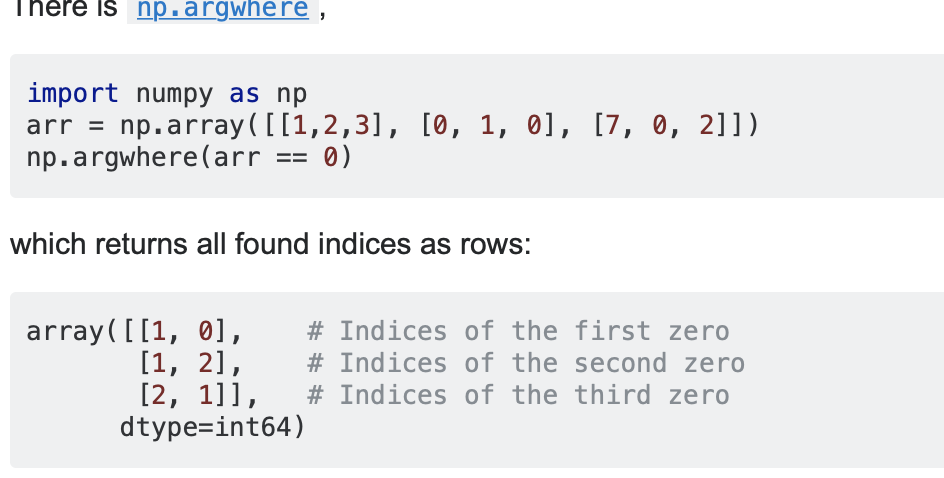 There is np.argwhere ,
import numpy as np
arr = np.array([[1,2,3], [0, 1, 0], [7, 0, 2]])
np.argwhere(arr == 0)
which returns all found indices as rows:
array([[1, 0],    # Indices of the first zero
       [1, 2],    # Indices of the second zero
       [2, 1]],   # Indices of the third zero
      dtype=int64)